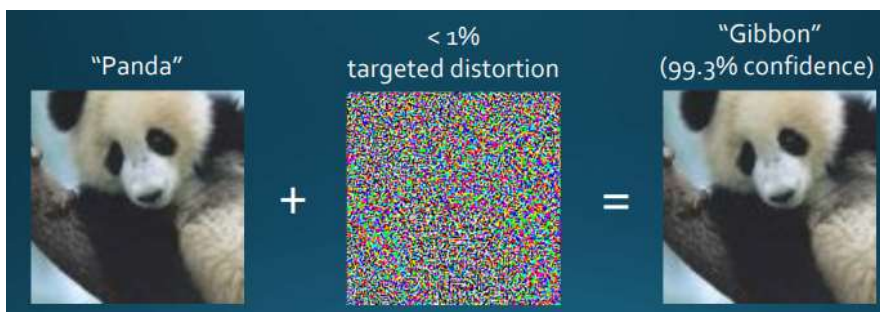 “Panda”
< 1%
targeted distortion
“Gibbon”
(99.3% confidence)
+
=